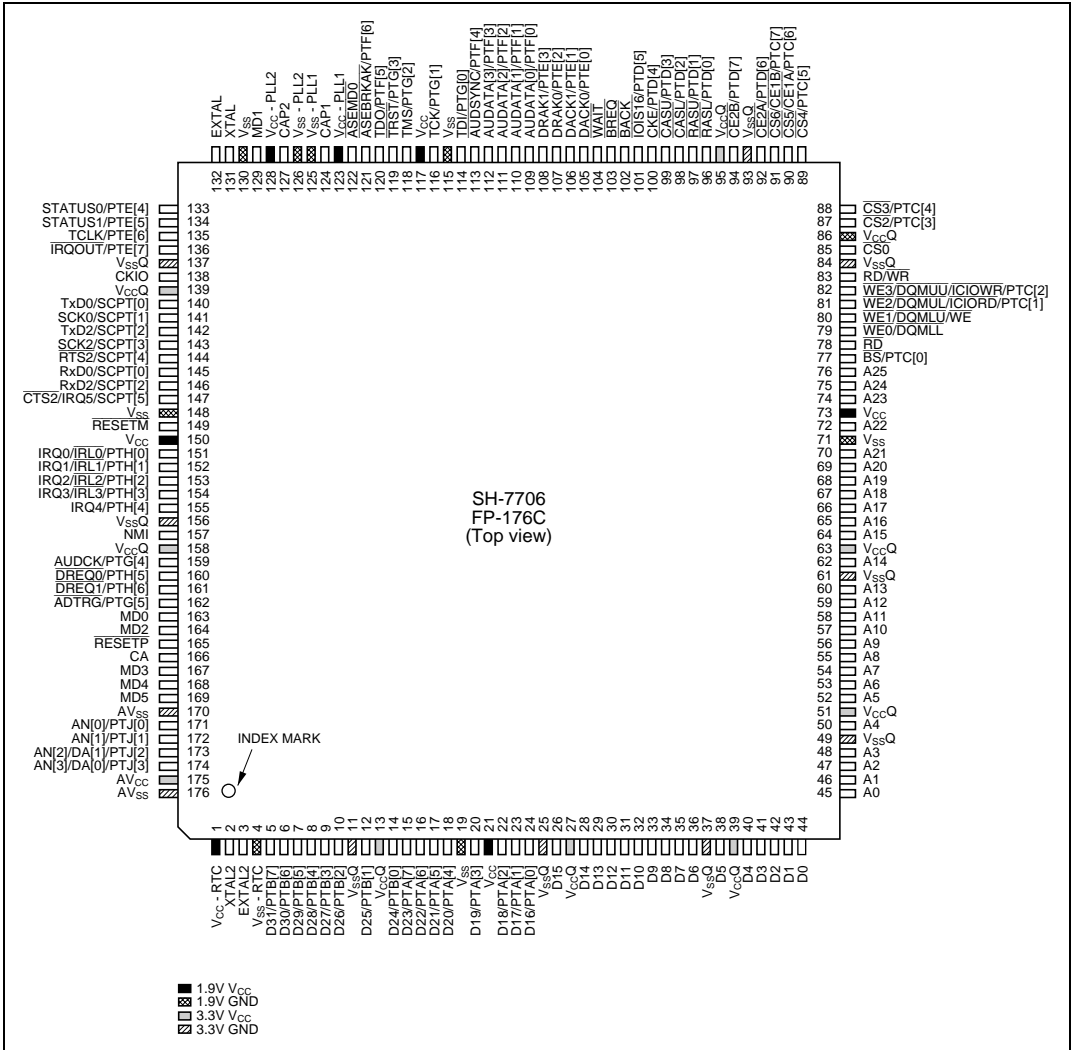 EXTAL
XTAL
VSS
MD1
VCC - PLL2
CAP2
VSS - PLL2
VSS - PLL1
CAP1
VCC - PLL1
ASEMD0
ASEBRKAK/PTF[6]
TDO/PTF[5]
TRST/PTG[3]
TMS/PTG[2]
VCC
TCK/PTG[1]
VSS
TDI/PTG[0]
AUDSYNC/PTF[4]
AUDATA[3]/PTF[3]
AUDATA[2]/PTF[2]
AUDATA[1]/PTF[1]
AUDATA[0]/PTF[0]
DRAK1/PTE[3]
DRAK0/PTE[2]
DACK1/PTE[1]
DACK0/PTE[0]
WAIT
BREQ
BACK
IOIS16/PTD[5]
CKE/PTD[4]
CASU/PTD[3]
CASL/PTD[2]
RASU/PTD[1]
RASL/PTD[0]
VCCQ
CE2B/PTD[7]
VSSQ
CE2A/PTD[6]
CS6/CE1B/PTC[7]
CS5/CE1A/PTC[6]
CS4/PTC[5]
132
131
130
129
128
127
126
125
124
123
122
121
120
119
118
117
116
115
114
113
112
111
110
109
108
107
106
105
104
103
102
101
100
99
98
97
96
95
94
93
92
91
90
89
STATUS0/PTE[4] 133
STATUS1/PTE[5] 134
TCLK/PTE[6] 135
IRQOUT/PTE[7] 136
VSSQ 137
CKIO 138
VCCQ 139
TxD0/SCPT[0] 140
SCK0/SCPT[1] 141
TxD2/SCPT[2] 142
SCK2/SCPT[3] 143
RTS2/SCPT[4] 144
RxD0/SCPT[0] 145
RxD2/SCPT[2] 146
CTS2/IRQ5/SCPT[5] 147
VSS 148
RESETM 149
VCC 150
IRQ0/IRL0/PTH[0] 151
IRQ1/IRL1/PTH[1] 152
IRQ2/IRL2/PTH[2] 153
IRQ3/IRL3/PTH[3] 154
IRQ4/PTH[4] 155
VSSQ 156
NMI 157
VCCQ 158
AUDCK/PTG[4] 159
DREQ0/PTH[5] 160
DREQ1/PTH[6] 161
ADTRG/PTG[5] 162
MD0 163
MD2 164
RESETP 165
CA 166
MD3 167
MD4 168
MD5 169
AVSS 170
AN[0]/PTJ[0] 171
AN[1]/PTJ[1] 172
AN[2]/DA[1]/PTJ[2] 173
AN[3]/DA[0]/PTJ[3] 174
AVCC 175
AVSS 176
SH-7706
FP-176C
(Top view)
INDEX MARK
88 CS3/PTC[4]
87 CS2/PTC[3]
86 VCCQ
85 CS0
84 VSSQ
83 RD/WR
82 WE3/DQMUU/ICIOWR/PTC[2]
81 WE2/DQMUL/ICIORD/PTC[1]
80 WE1/DQMLU/WE
79 WE0/DQMLL
78 RD
77 BS/PTC[0]
76 A25
75 A24
74 A23
73 VCC
72 A22
71 VSS
70 A21
69 A20
68 A19
67 A18
66 A17
65 A16
64 A15
63 VCCQ
62 A14
61 VSSQ
60 A13
59 A12
58 A11
57 A10
56 A9
55 A8
54 A7
53 A6
52 A5
51 VCCQ
50 A4
49 VSSQ
48 A3
47 A2
46 A1
45 A0
1
2
3
4
5
6
7
8
9
10
11
12
13
14
15
16
17
18
19
20
21
22
23
24
25
26
27
28
29
30
31
32
33
34
35
36
37
38
39
40
41
42
43
44
VCC - RTC
XTAL2
EXTAL2
VSS - RTC
D31/PTB[7]
D30/PTB[6]
D29/PTB[5]
D28/PTB[4]
D27/PTB[3]
D26/PTB[2]
VSSQ
D25/PTB[1]
VCCQ
D24/PTB[0]
D23/PTA[7]
D22/PTA[6]
D21/PTA[5]
D20/PTA[4]
VSS
D19/PTA[3]
VCC
D18/PTA[2]
D17/PTA[1]
D16/PTA[0]
VSSQ
D15
VCCQ
D14
D13
D12
D11
D10
D9
D8
D7
D6
VSSQ
D5
VCCQ
D4
D3
D2
D1
D0
1.9V VCC
1.9V GND
3.3V VCC
3.3V GND